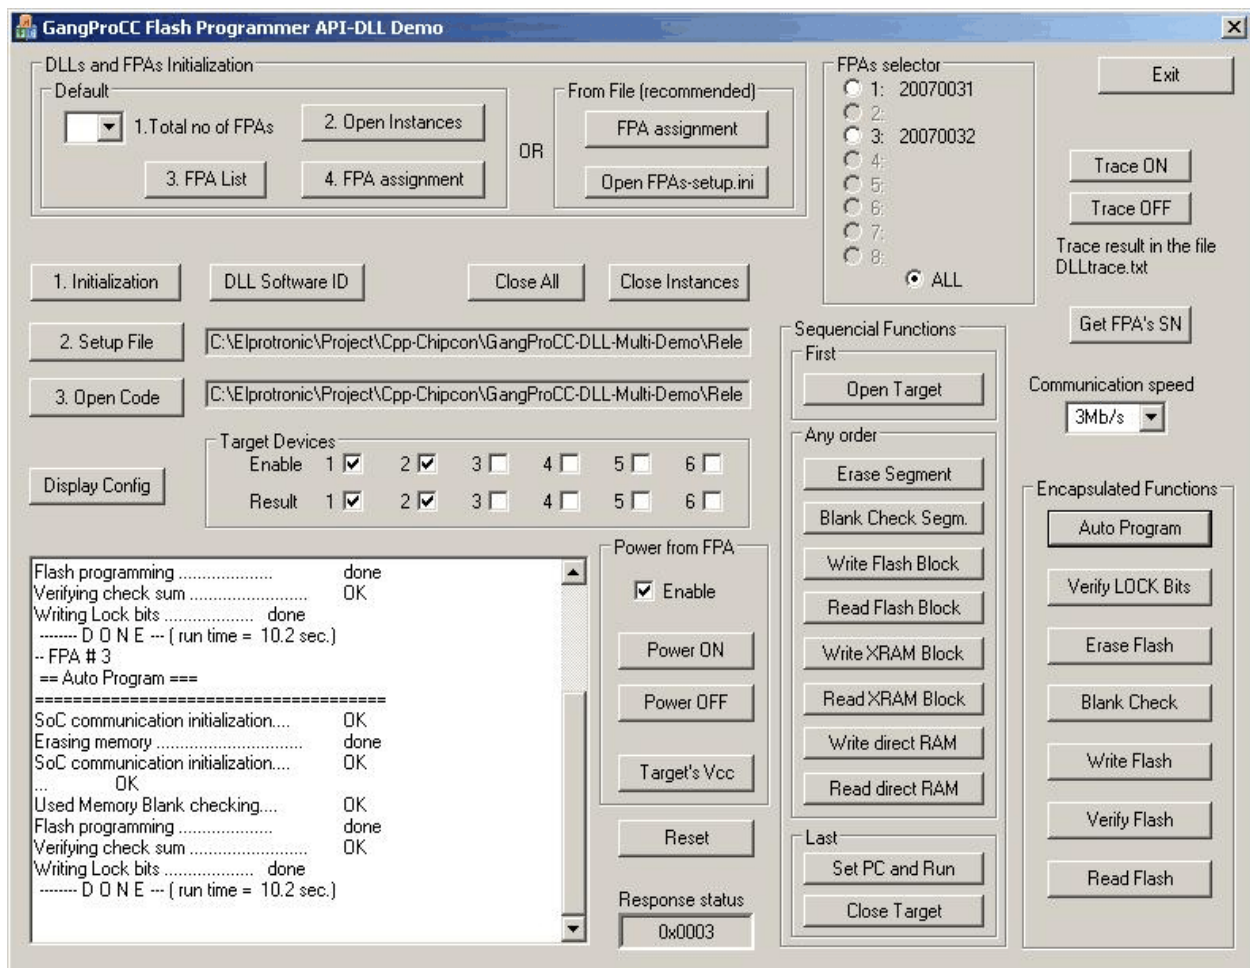 GangProCC Flash Programmer API-DLL Demo
DLLs and FPAs Initialization
Default
1.Total no of FPAs
2. Open Instances
3. FPA List
4. FPA assignment
OR
From File (recommended)
FPA assignment
Open FPAs-setup.ini
FPAs selector
1: 20070031
2:
3: 20070032
4:
5:
6:
7:
8:
ALL
Exit
Trace ON
Trace OFF
Trace result in the file
DLLtrace.txt
Get FPA's SN
Communication speed
3Mb/s
1. Initialization
DLL Software ID
Close All
Close Instances
2. Setup File
C:\Elprotronic\Project\Cpp-Chipcon\GangProCC-DLL-Multi-Demo\Rele
3. Open Code
C:\Elprotronic\Project\Cpp-Chipcon\GangProCC-DLL-Multi-Demo\Rele
Display Config
Target Devices
Enable 1 2 3 4 5 6
Result 1 2 3 4 5 6
Flash programming .................... done
Verifying check sum ......................... OK
Writing Lock bits .................... done
-------- D O N E --- ( run time = 10.2 sec.)
-- FPA # 3
== Auto Program ===
======================================
SoC communication initialization.... OK
Erasing memory ............................... done
SoC communication initialization.... OK
... OK
Used Memory Blank checking.... OK
Flash programming .................... done
Verifying check sum ......................... OK
Writing Lock bits .................... done
-------- D O N E --- ( run time = 10.2 sec.)
Power from FPA
Enable
Power ON
Power OFF
Target's Vcc
Reset
Response status
0x0003
Sequencial Functions
First
Open Target
Any order
Erase Segment
Blank Check Segm.
Write Flash Block
Read Flash Block
Write XRAM Block
Read XRAM Block
Write direct RAM
Read direct RAM
Last
Set PC and Run
Close Target
Encapsulated Functions
Auto Program
Verify LOCK Bits
Erase Flash
Blank Check
Write Flash
Verify Flash
Read Flash